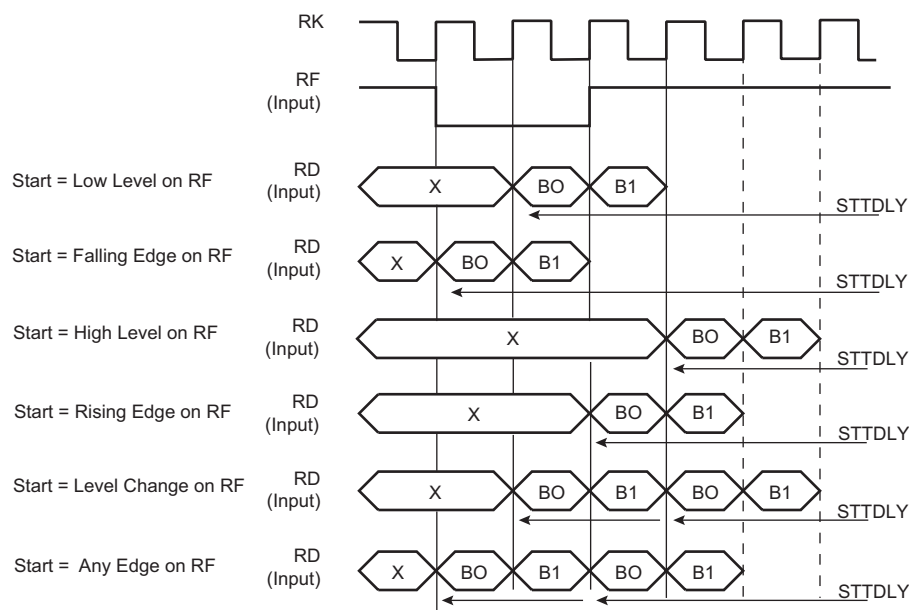 RK
RF
(Input)
Start = Low Level on RF
RD
(Input)
X
BO
B1
STTDLY
Start = Falling Edge on RF
RD
(Input)
X
BO
B1
STTDLY
Start = High Level on RF
RD
(Input)
X
BO
B1
STTDLY
Start = Rising Edge on RF
RD
(Input)
X
BO
B1
STTDLY
Start = Level Change on RF
RD
(Input)
X
BO
B1
BO
B1
STTDLY
Start = Any Edge on RF
RD
(Input)
X
BO
B1
BO
B1
STTDLY